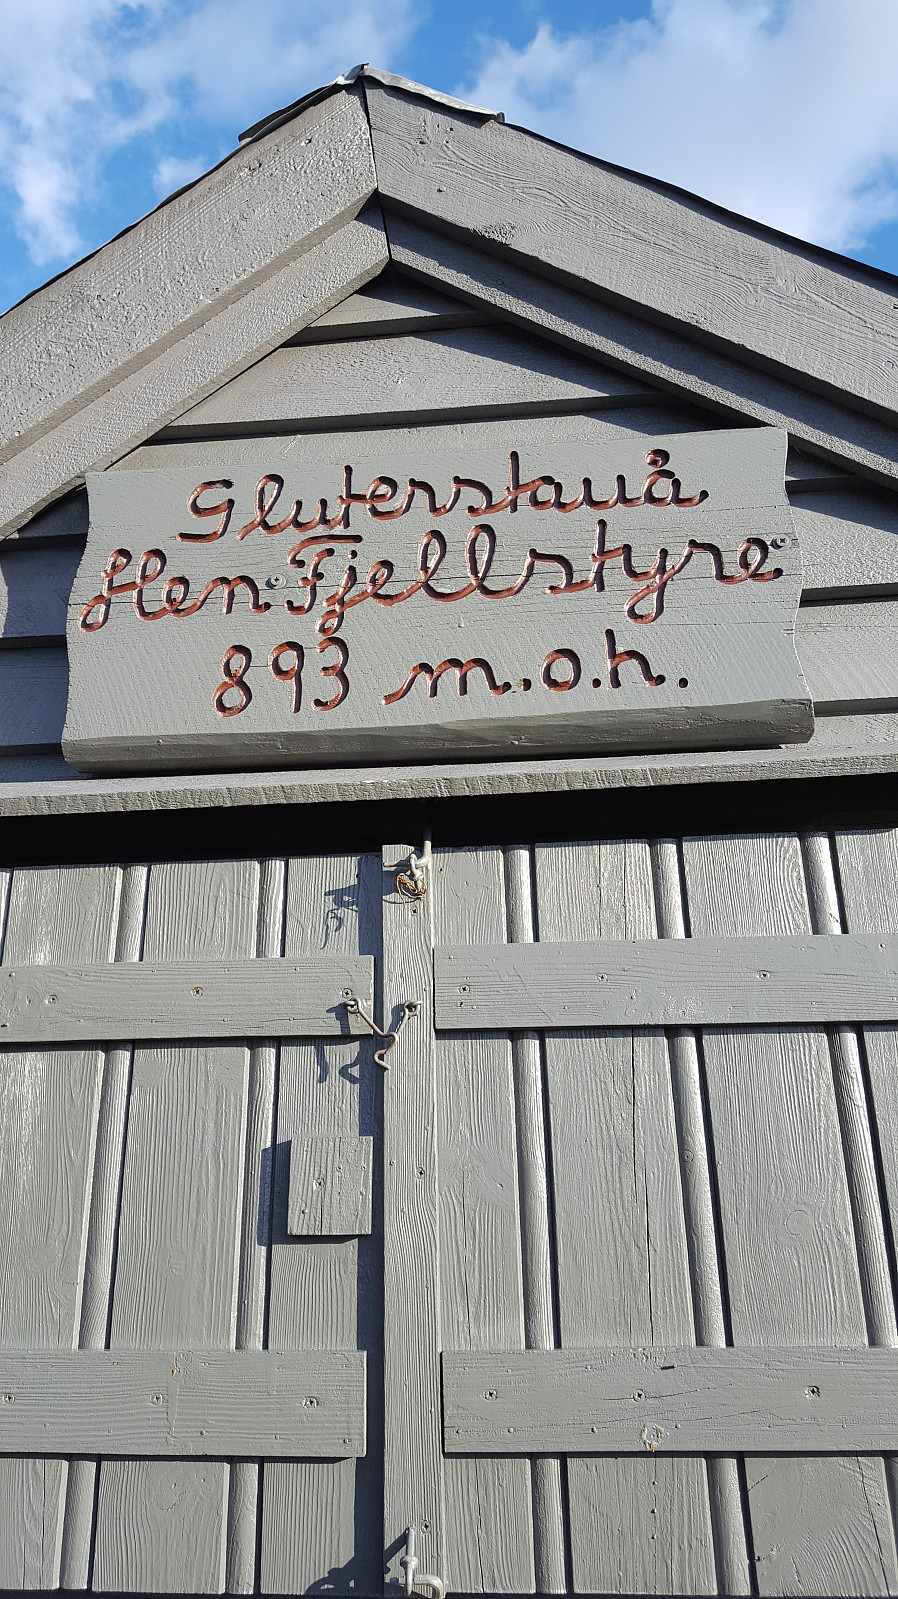 Gluterstauå
Hen Fjellstyre
893 m.o.h.